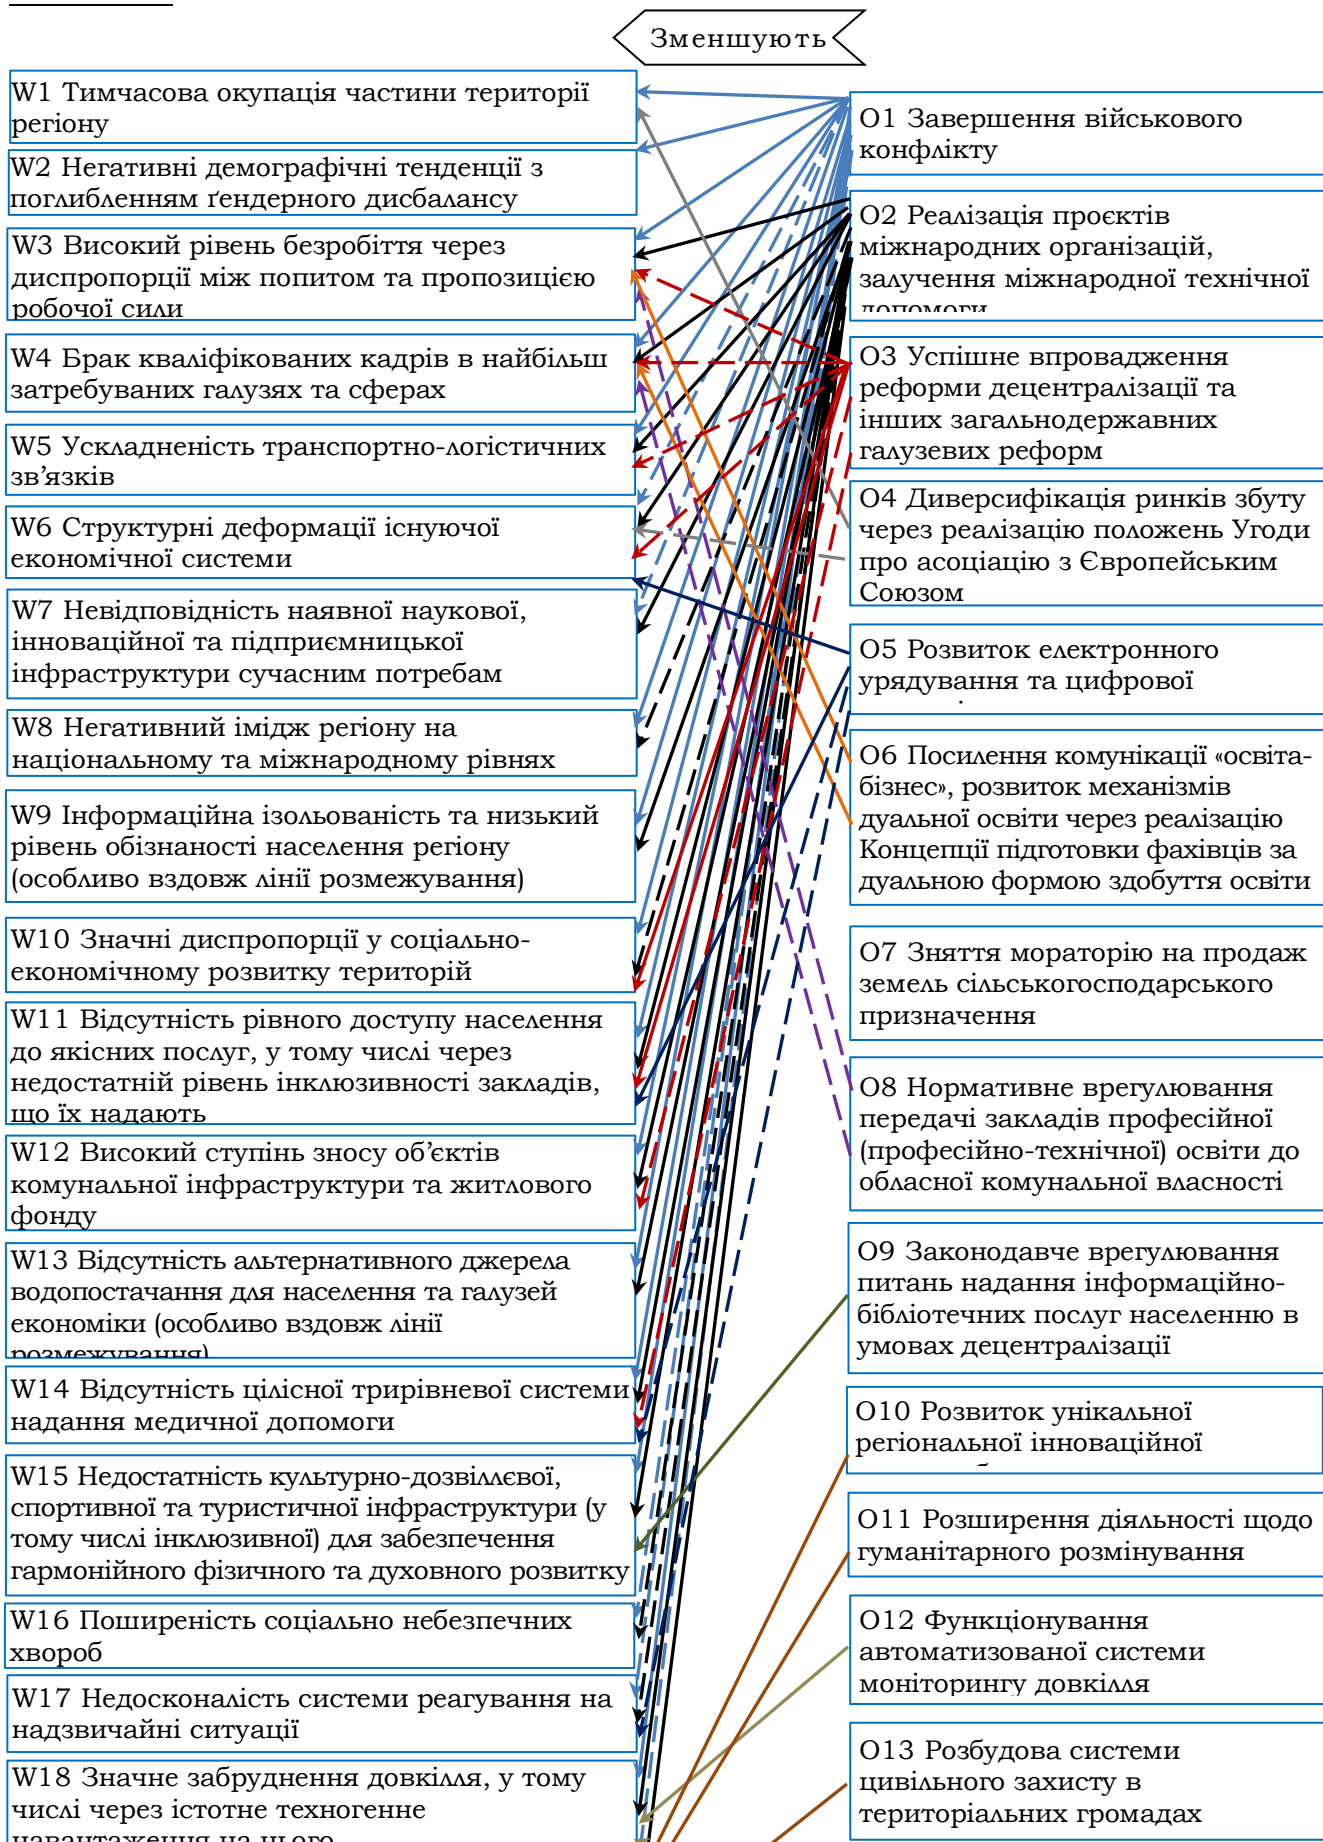 Зменшують
W1 Тимчасова окупація частини території
регіону
W2 Негативні демографічні тенденції з
поглибленням ґендерного дисбалансу
W3 Високий рівень безробіття через
диспропорції між попитом та пропозицією
робочої сили
W4 Брак кваліфікованих кадрів в найбільш
затребуваних галузях та сферах
W5 Ускладненість транспортно-логістичних
зв’язків
W6 Структурні деформації існуючої
економічної системи
W7 Невідповідність наявної наукової,
інноваційної та підприємницької
інфраструктури сучасним потребам
W8 Негативний імідж регіону на
національному та міжнародному рівнях
W9 Інформаційна ізольованість та низький
рівень обізнаності населення регіону
(особливо вздовж лінії розмежування)
W10 Значні диспропорції у соціально-
економічному розвитку територій
W11 Відсутність рівного доступу населення
до якісних послуг, у тому числі через
недостатній рівень інклюзивності закладів,
що їх надають
W12 Високий ступінь зносу об’єктів
комунальної інфраструктури та житлового
фонду
W13 Відсутність альтернативного джерела
водопостачання для населення та галузей
економіки (особливо вздовж лінії
розмежування)
W14 Відсутність цілісної трирівневої системи
надання медичної допомоги
W15 Недостатність культурно-дозвіллєвої,
спортивної та туристичної інфраструктури (у
тому числі інклюзивної) для забезпечення
гармонійного фізичного та духовного розвитку
W16 Поширеність соціально небезпечних
хвороб
W17 Недосконалість системи реагування на
надзвичайні ситуації
W18 Значне забруднення довкілля, у тому
числі через істотне техногенне
навантаження на нього
O1 Завершення військового
конфлікту
O2 Реалізація проєктів
міжнародних організацій,
залучення міжнародної технічної
допомоги
O3 Успішне впровадження
реформи децентралізації та
інших загальнодержавних
галузевих реформ
O4 Диверсифікація ринків збуту
через реалізацію положень Угоди
про асоціацію з Європейським
Союзом
O5 Розвиток електронного
урядування та цифрової
O6 Посилення комунікації «освіта-
бізнес», розвиток механізмів
дуальної освіти через реалізацію
Концепції підготовки фахівців за
дуальною формою здобуття освіти
O7 Зняття мораторію на продаж
земель сільськогосподарського
призначення
O8 Нормативне врегулювання
передачі закладів професійної
(професійно-технічної) освіти до
обласної комунальної власності
O9 Законодавче врегулювання
питань надання інформаційно-
бібліотечних послуг населенню в
умовах децентралізації
O10 Розвиток унікальної
регіональної інноваційної
O11 Розширення діяльності щодо
гуманітарного розмінування
O12 Функціонування
автоматизованої системи
моніторингу довкілля
O13 Розбудова системи
цивільного захисту в
територіальних громадах